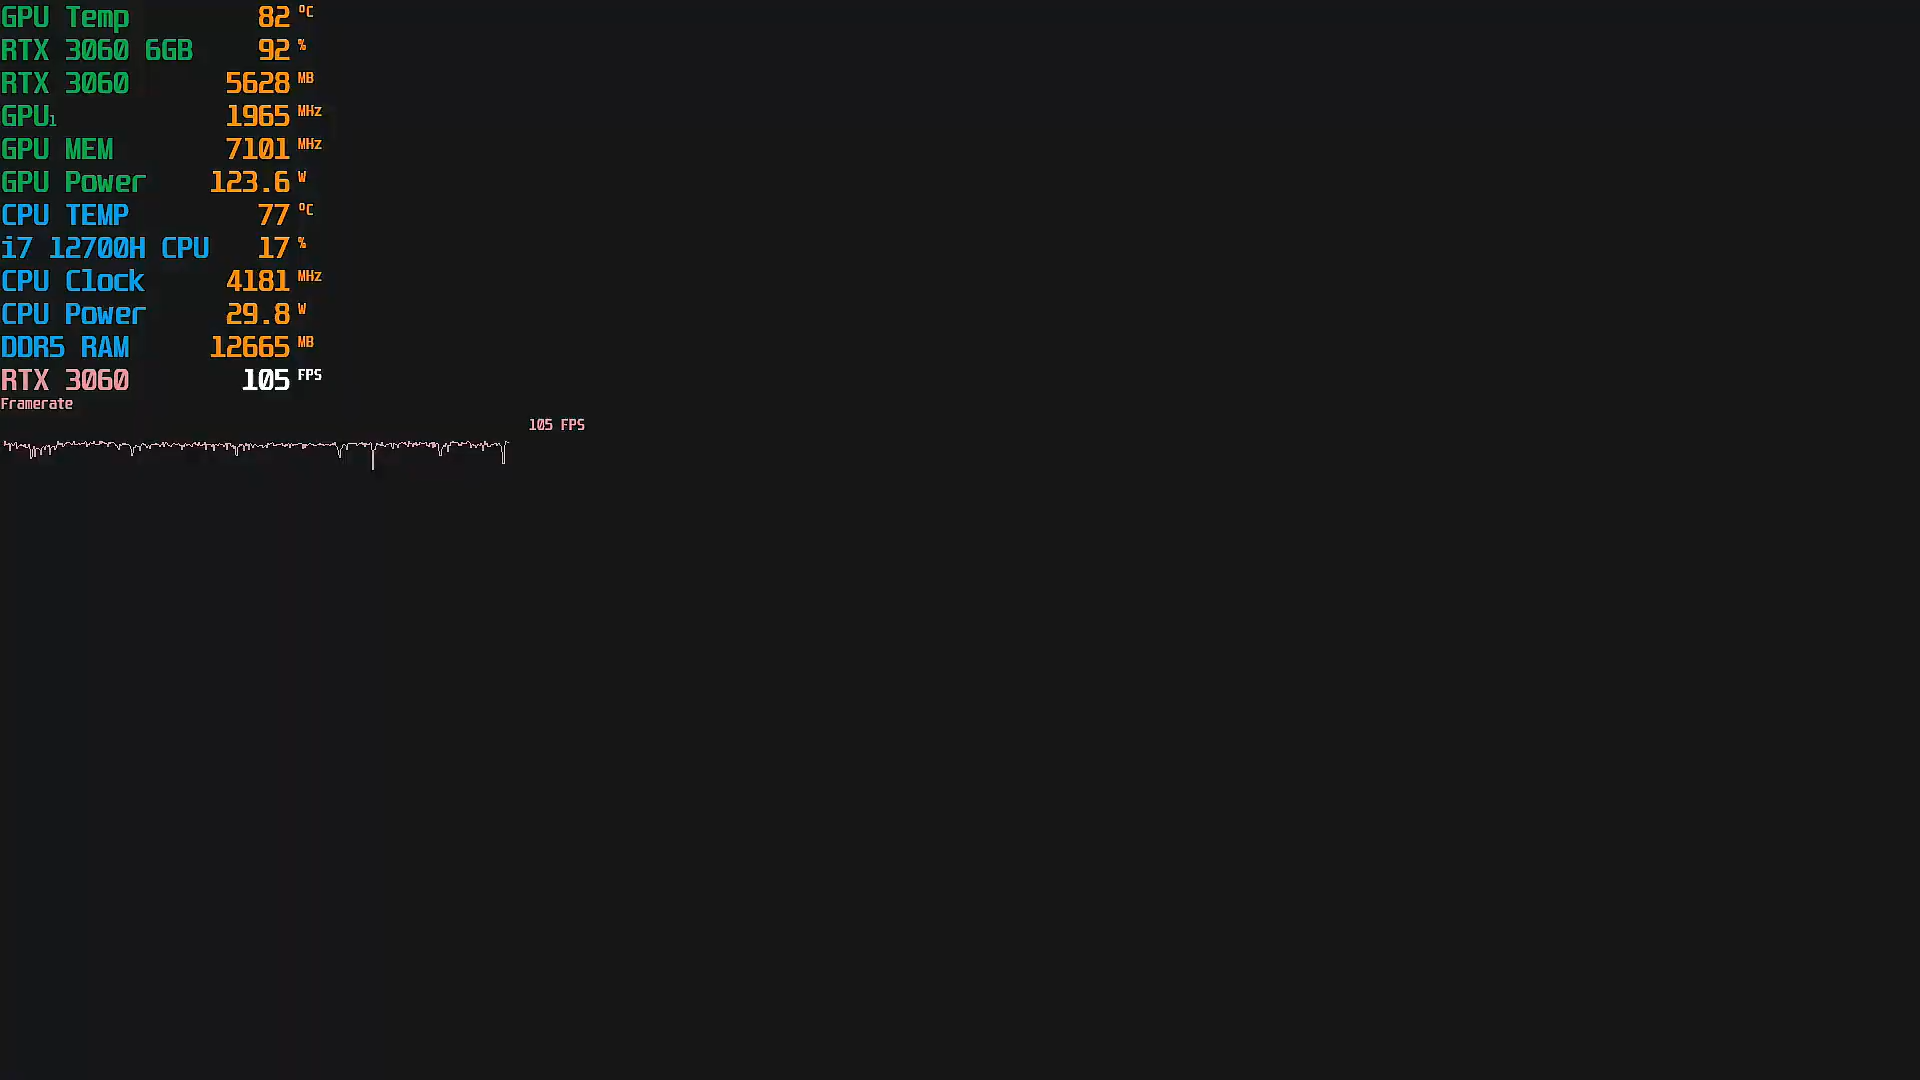 GPU Temp 82 °C
RTX 3060 6GB 92 %
RTX 3060 5628 MB
GPU1 1965 MHz
GPU MEM 7101 MHz
GPU Power 123.6 W
CPU TEMP 77 °C
i7 12700H CPU 17 %
CPU Clock 4181 MHz
CPU Power 29.8 W
DDR5 RAM 12665 MB
RTX 3060 105 FPS
Framerate
105 FPS